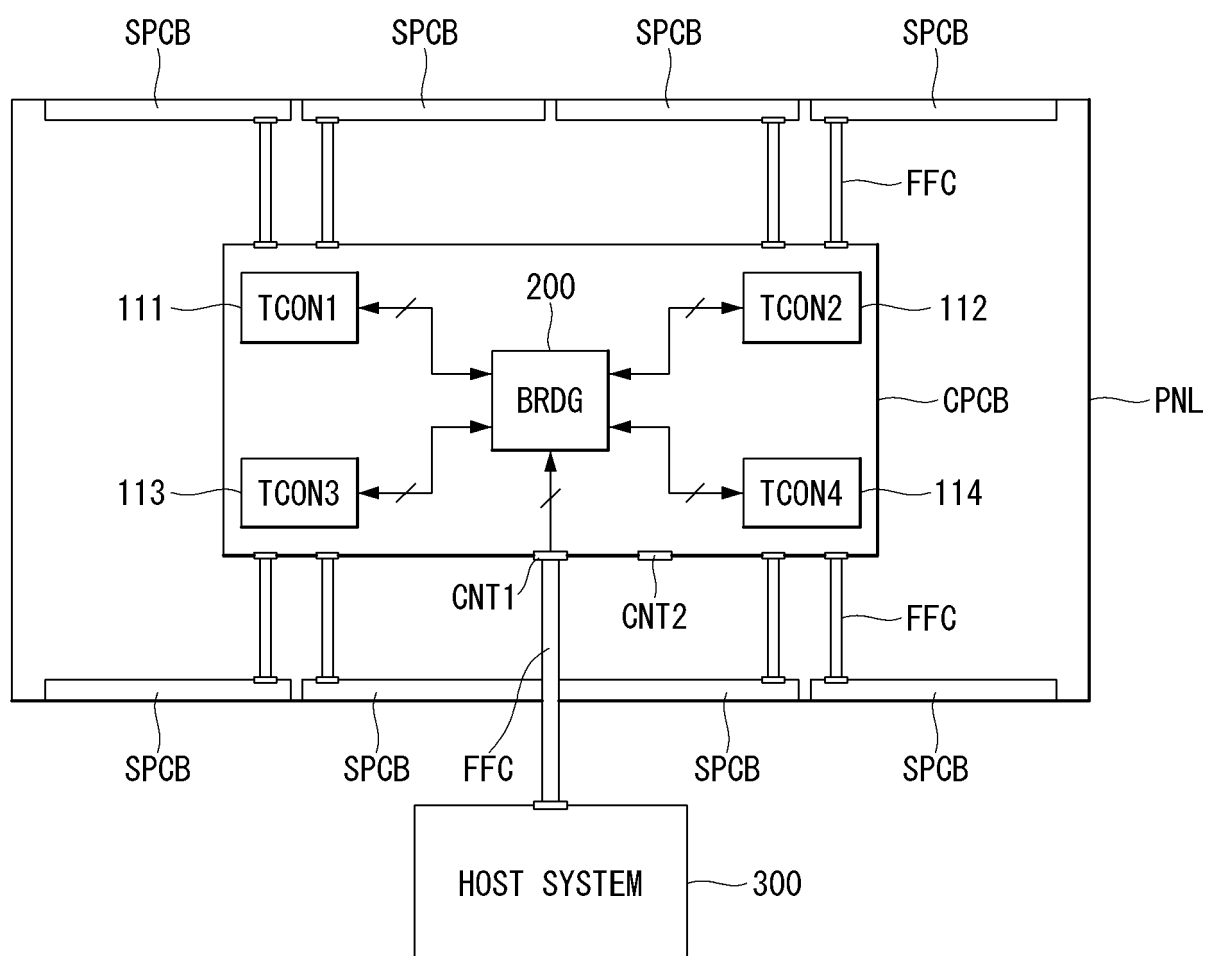 SPCB SPCB SPCB SPCB
FFC
111 TCON1 200 TCON2 112
BRDG CPCB PNL
113 TCON3 TCON4 114
CNT1 CNT2 FFC
SPCB SPCB FFC SPCB SPCB
HOST SYSTEM 300